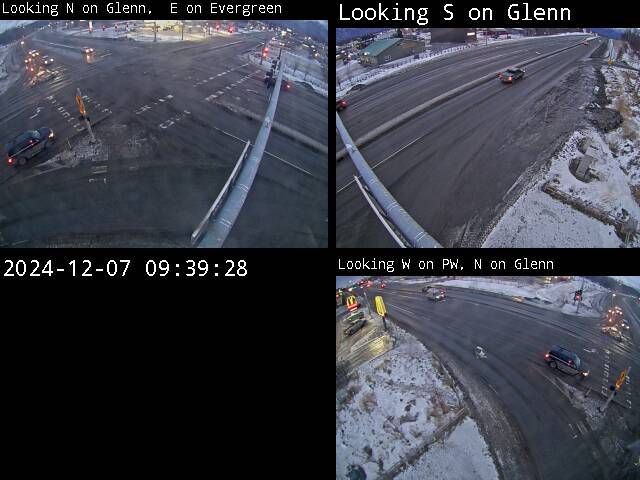 Looking N on Glenn, E on Evergreen
Looking S on Glenn
2024-12-07 09:39:28
Looking W on PW, N on Glenn